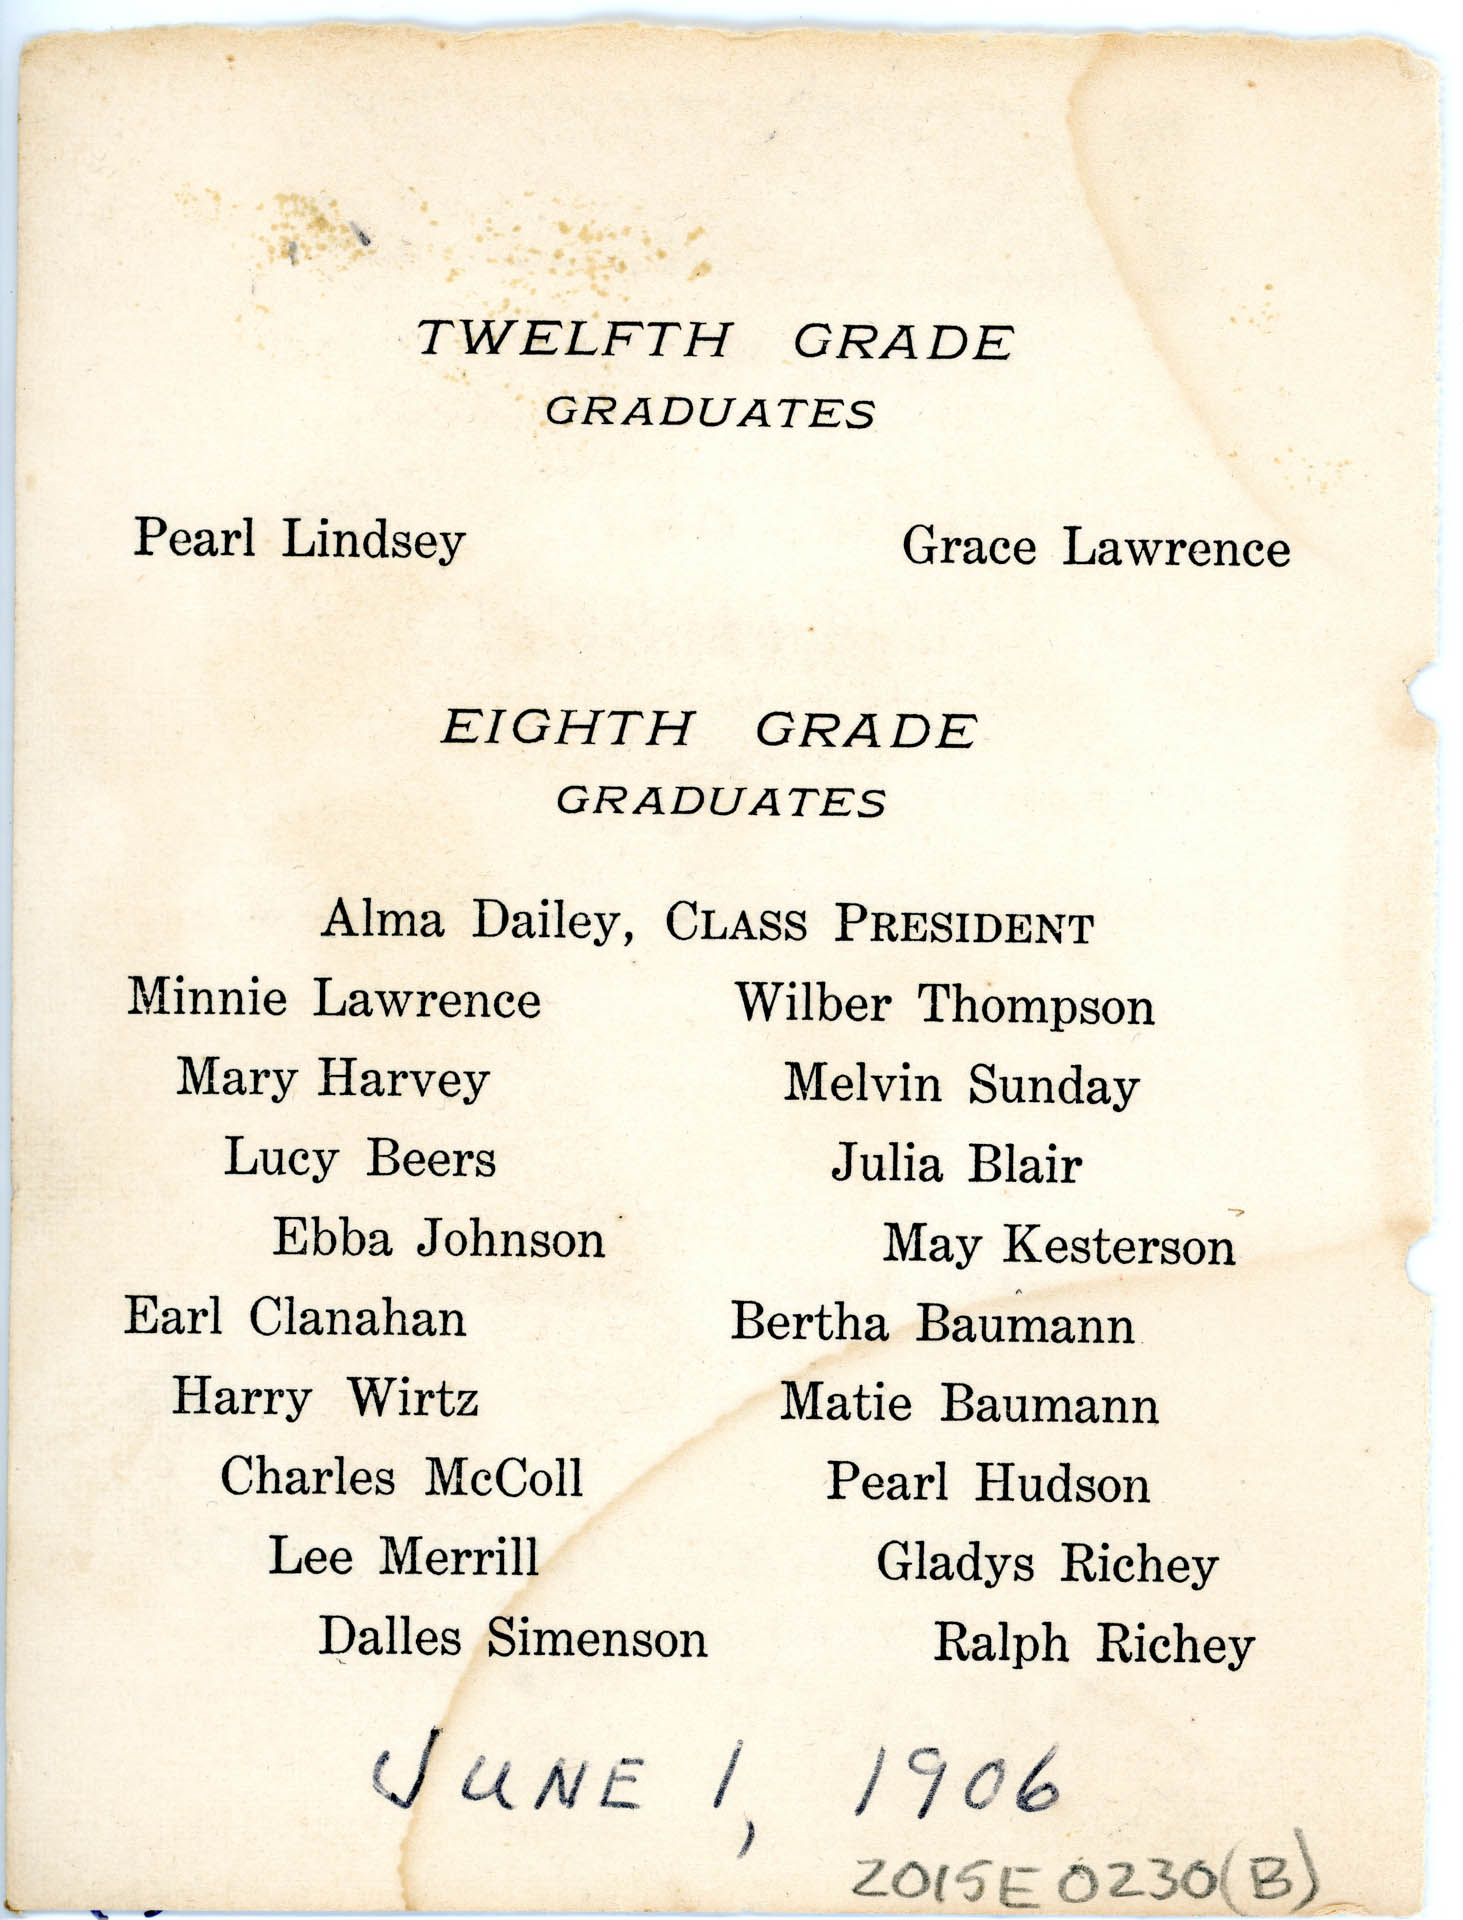 TWELFTH GRADE
GRADUATES
Pearl Lindsey Grace Lawrence
EIGHTH GRADE
GRADUATES
Alma Dailey, CLASS PRESIDENT
Minnie Lawrence Wilber Thompson
Mary Harvey Melvin Sunday
Lucy Beers Julia Blair
Ebba Johnson May Kesterson
Earl Clanahan Bertha Baumann
Harry Wirtz Matie Baumann
Charles McColl Pearl Hudson
Lee Merrill Gladys Richey
Dalles Simenson Ralph Richey
JUNE 1, 1906
2015E0230(B)